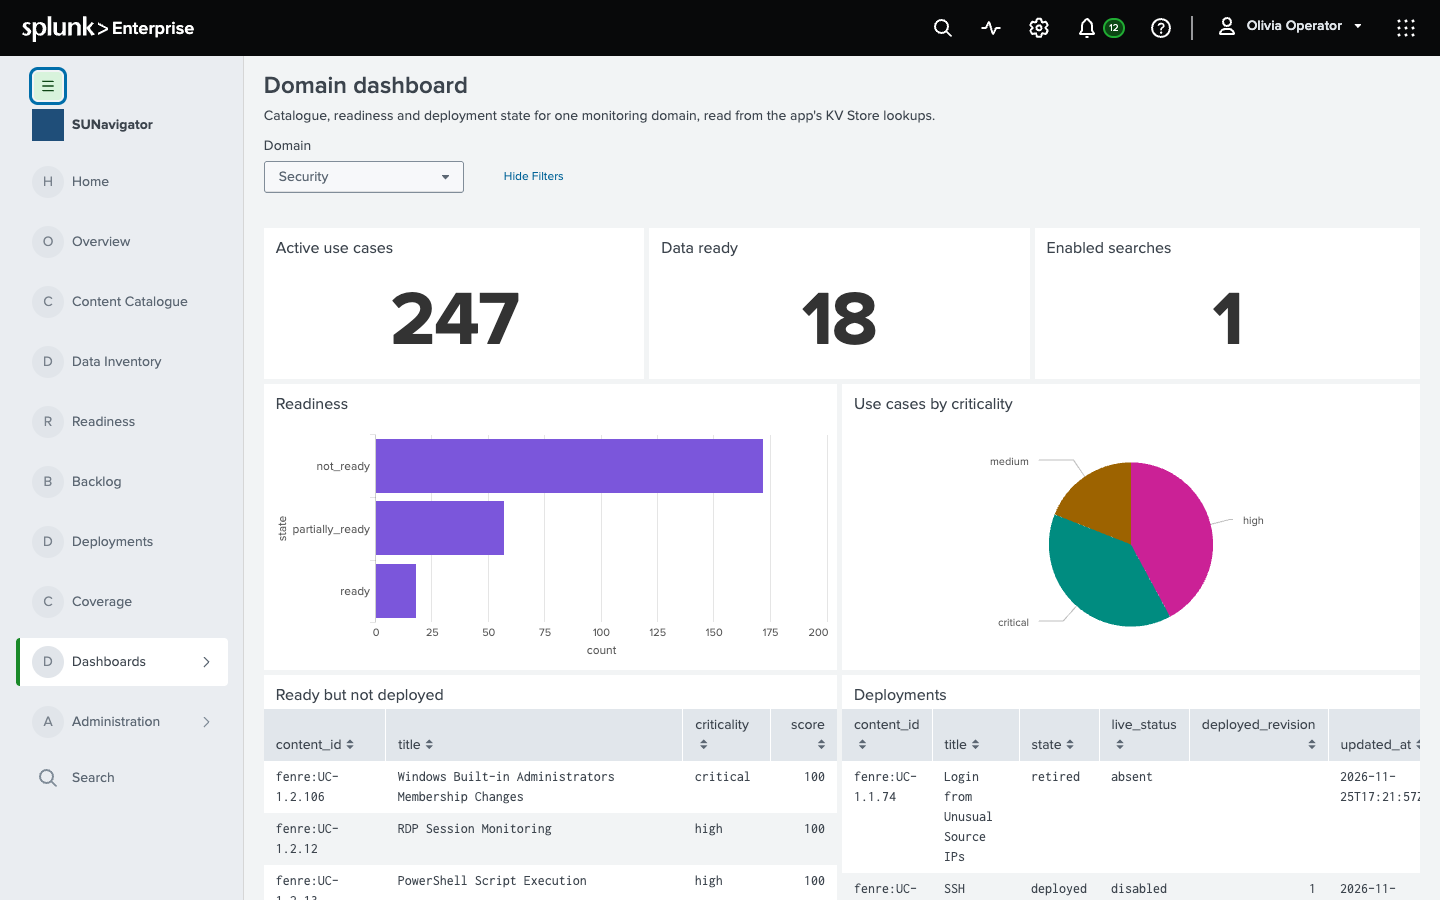 splunk>Enterprise
12
Olivia Operator
SUNavigator
H Home
O Overview
C Content Catalogue
D Data Inventory
R Readiness
B Backlog
D Deployments
C Coverage
D Dashboards
A Administration
Search
Domain dashboard
Catalogue, readiness and deployment state for one monitoring domain, read from the app's KV Store lookups.
Domain
Security
Hide Filters
Active use cases
247
Data ready
18
Enabled searches
1
Readiness
not_ready
partially_ready
ready
state
0 25 50 75 100 125 150 175 200
count
Use cases by criticality
medium
high
critical
Ready but not deployed
content_id title criticality score
fenre:UC-
1.2.106
Windows Built-in Administrators
Membership Changes
critical
100
fenre:UC-
1.2.12
RDP Session Monitoring
high
100
fenre:UC-
1.2.13
PowerShell Script Execution
high
100
Deployments
content_id title state live_status deployed_revision updated_at
fenre:UC-
1.1.74
Login
from
Unusual
Source
IPs
retired
absent
2026-11-
25T17:21:57Z
fenre:UC-
SSH
deployed
disabled
1
2026-11-